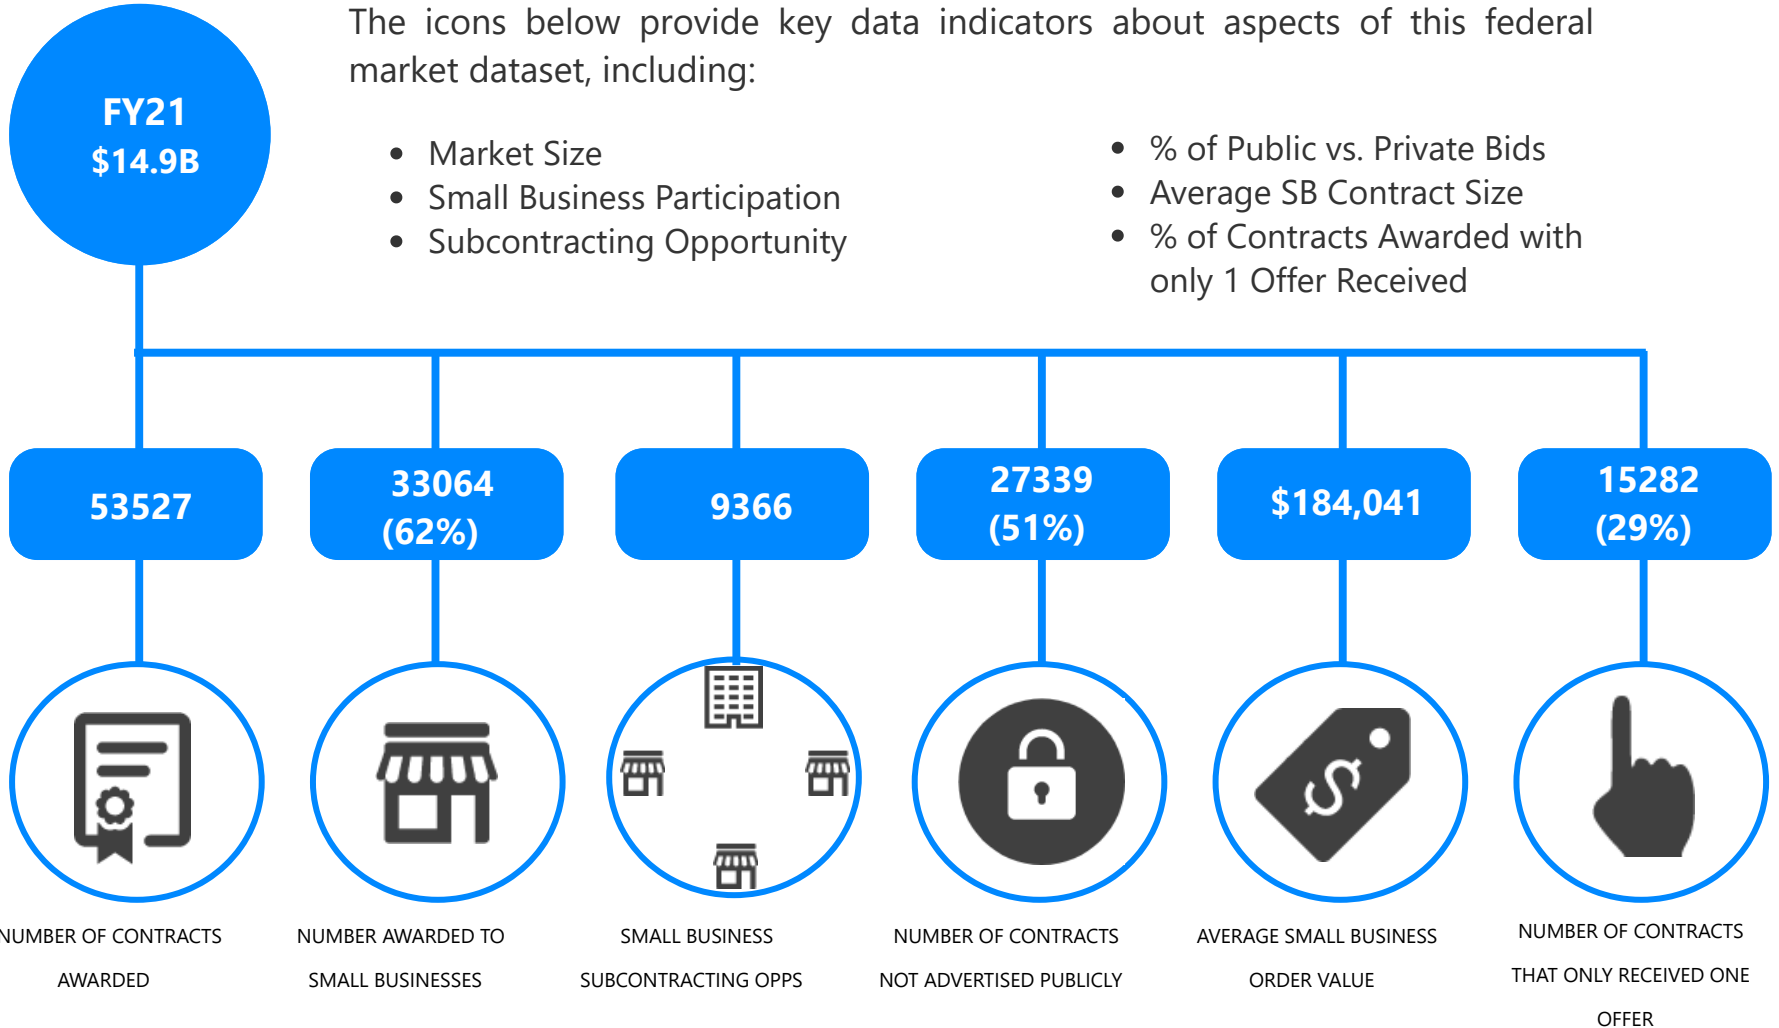 The icons below provide key data indicators about aspects of this federal
market dataset, including:
FY21
$14.9B
• Market Size
• Small Business Participation
• Subcontracting Opportunity
• % of Public vs. Private Bids
• Average SB Contract Size
• % of Contracts Awarded with
only 1 Offer Received
53527
33064
(62%)
9366
27339
(51%)
$184,041
15282
(29%)
$
NUMBER OF CONTRACTS
AWARDED
NUMBER AWARDED TO
SMALL BUSINESSES
SMALL BUSINESS
SUBCONTRACTING OPPS
NUMBER OF CONTRACTS
NOT ADVERTISED PUBLICLY
AVERAGE SMALL BUSINESS
ORDER VALUE
NUMBER OF CONTRACTS
THAT ONLY RECEIVED ONE
OFFER